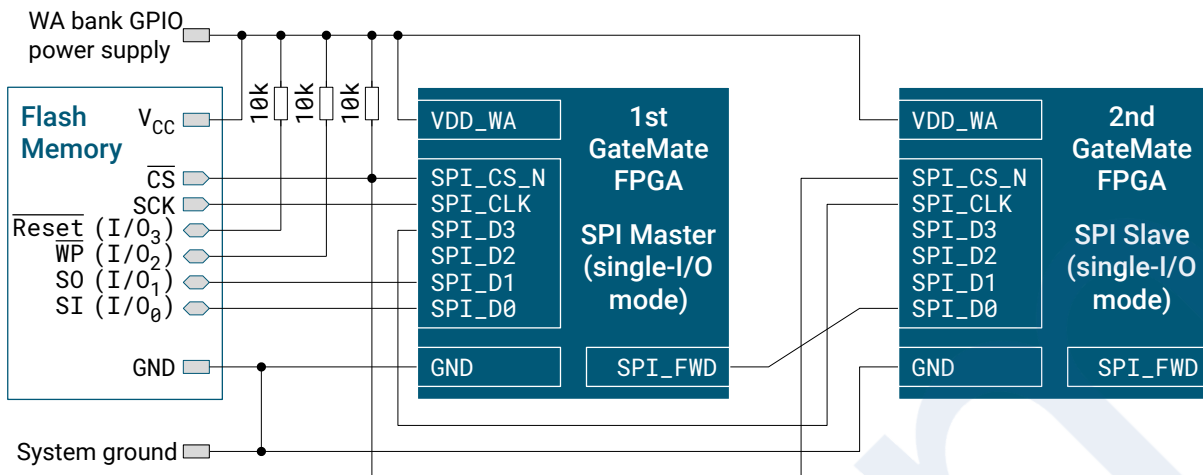 WA bank GPIO
power supply
10k
10k
10k
Flash
Memory
VCC
CS
SCK
Reset (I/O3)
WP (I/O2)
SO (I/O1)
SI (I/O0)
GND
System ground
VDD_WA
SPI_CS_N
SPI_CLK
SPI_D3
SPI_D2
SPI_D1
SPI_D0
GND
1st
GateMate
FPGA
SPI Master
(single-I/O
mode)
SPI_FWD
VDD_WA
SPI_CS_N
SPI_CLK
SPI_D3
SPI_D2
SPI_D1
SPI_D0
GND
2nd
GateMate
FPGA
SPI Slave
(single-I/O
mode)
SPI_FWD